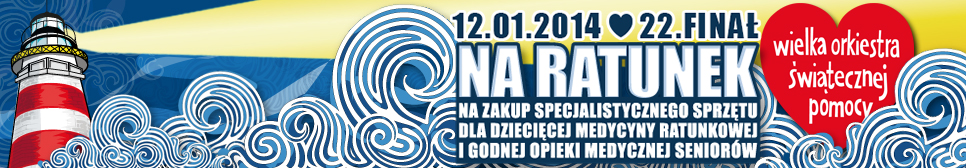 12.01.2014 ♥ 22.FINAŁ
NA RATUNEK
NA ZAKUP SPECJALISTYCZNEGO SPRZĘTU
DLA DZIECIĘCEJ MEDYCYNY RATUNKOWEJ
I GODNEJ OPIEKI MEDYCZNEJ SENIORÓW
wielka orkiestra
świątecznej
pomocy